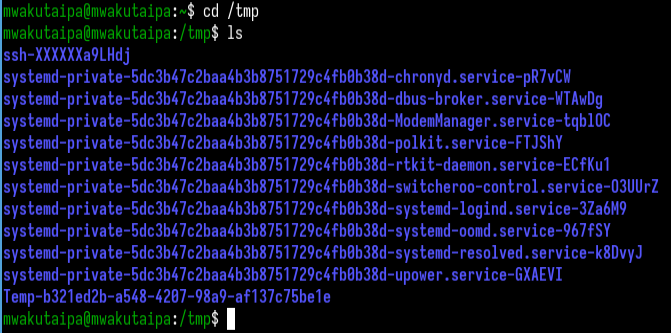 mwakutaipa@mwakutaipa:~$ cd /tmp
mwakutaipa@mwakutaipa:/tmp$ ls
ssh-XXXXXXa9LHdj
systemd-private-5dc3b47c2baa4b3b8751729c4fb0b38d-chronyd.service-pR7vCW
systemd-private-5dc3b47c2baa4b3b8751729c4fb0b38d-dbus-broker.service-WTAwDg
systemd-private-5dc3b47c2baa4b3b8751729c4fb0b38d-ModemManager.service-tqblOC
systemd-private-5dc3b47c2baa4b3b8751729c4fb0b38d-polkit.service-FTJShY
systemd-private-5dc3b47c2baa4b3b8751729c4fb0b38d-rtkit-daemon.service-ECfKu1
systemd-private-5dc3b47c2baa4b3b8751729c4fb0b38d-switcheroo-control.service-O3UUrZ
systemd-private-5dc3b47c2baa4b3b8751729c4fb0b38d-systemd-logind.service-3Za6M9
systemd-private-5dc3b47c2baa4b3b8751729c4fb0b38d-systemd-oomd.service-967fSY
systemd-private-5dc3b47c2baa4b3b8751729c4fb0b38d-systemd-resolved.service-k8DvyJ
systemd-private-5dc3b47c2baa4b3b8751729c4fb0b38d-upower.service-GXAEVI
Temp-b321ed2b-a548-4207-98a9-af137c75be1e
mwakutaipa@mwakutaipa:/tmp$